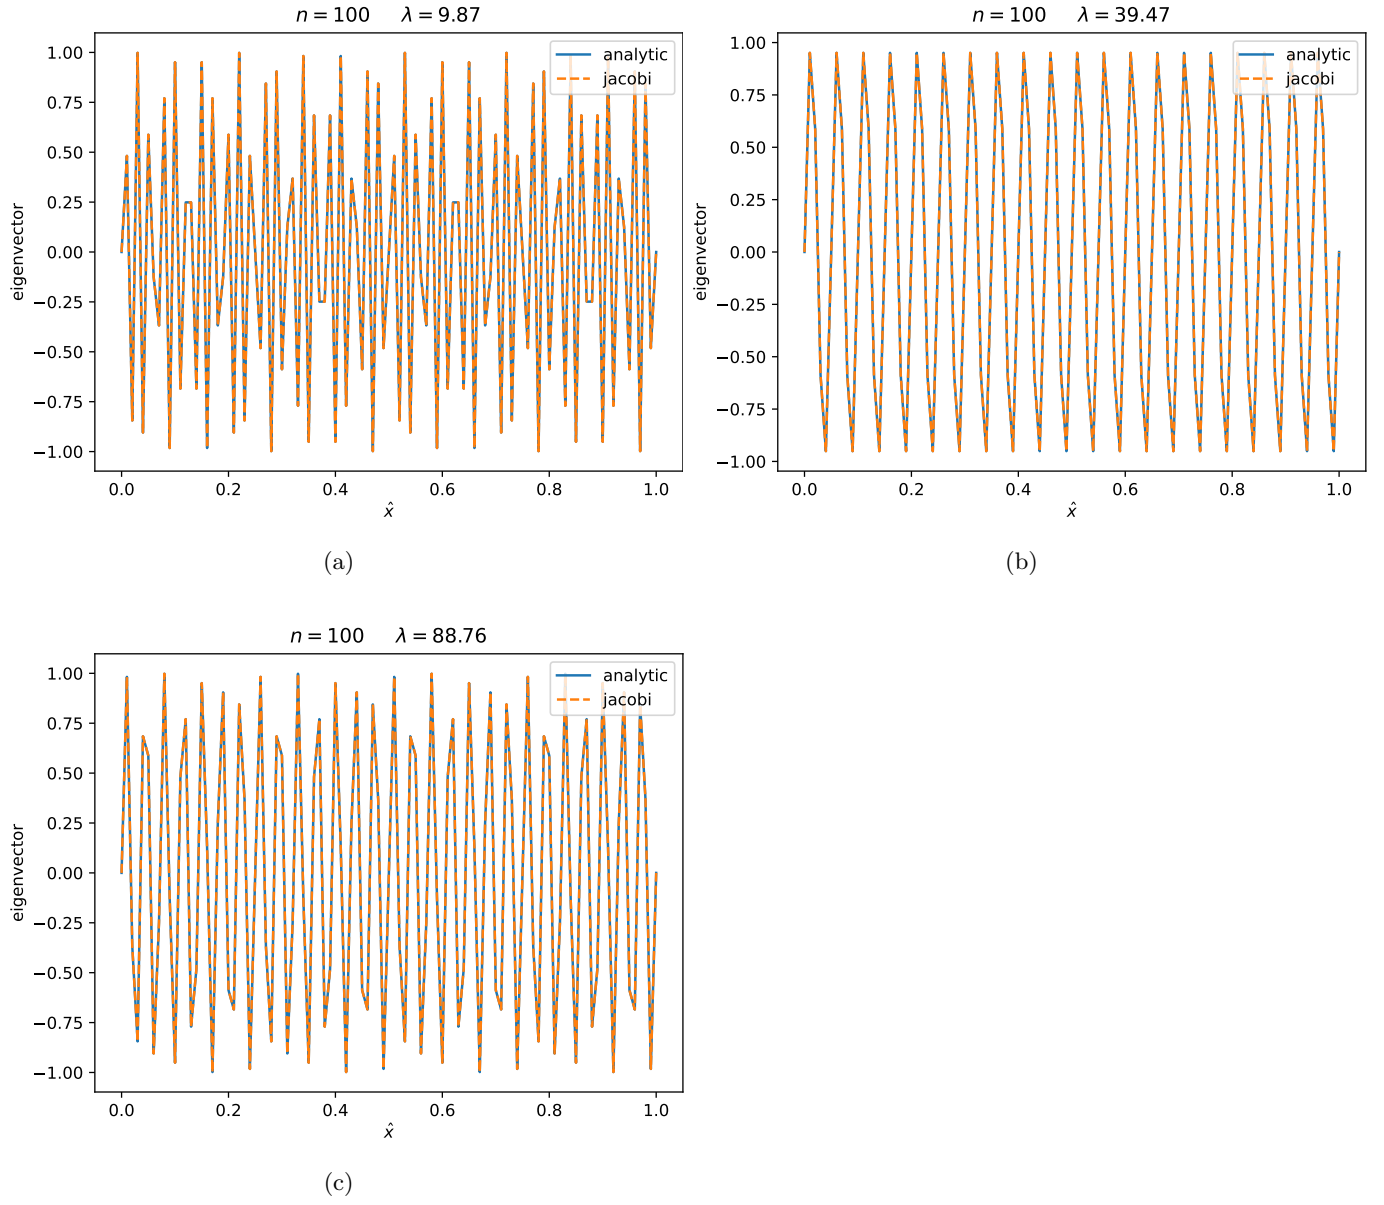 n = 100 λ = 9.87
1.00
0.75
0.50
0.25
0.00
−0.25
−0.50
−0.75
−1.00
eigenvector
analytic
jacobi
0.0 0.2 0.4 0.6 0.8 1.0
x̂
(a)
n = 100 λ = 39.47
1.00
0.75
0.50
0.25
0.00
−0.25
−0.50
−0.75
−1.00
eigenvector
analytic
jacobi
0.0 0.2 0.4 0.6 0.8 1.0
x̂
(b)
n = 100 λ = 88.76
1.00
0.75
0.50
0.25
0.00
−0.25
−0.50
−0.75
−1.00
eigenvector
analytic
jacobi
0.0 0.2 0.4 0.6 0.8 1.0
x̂
(c)